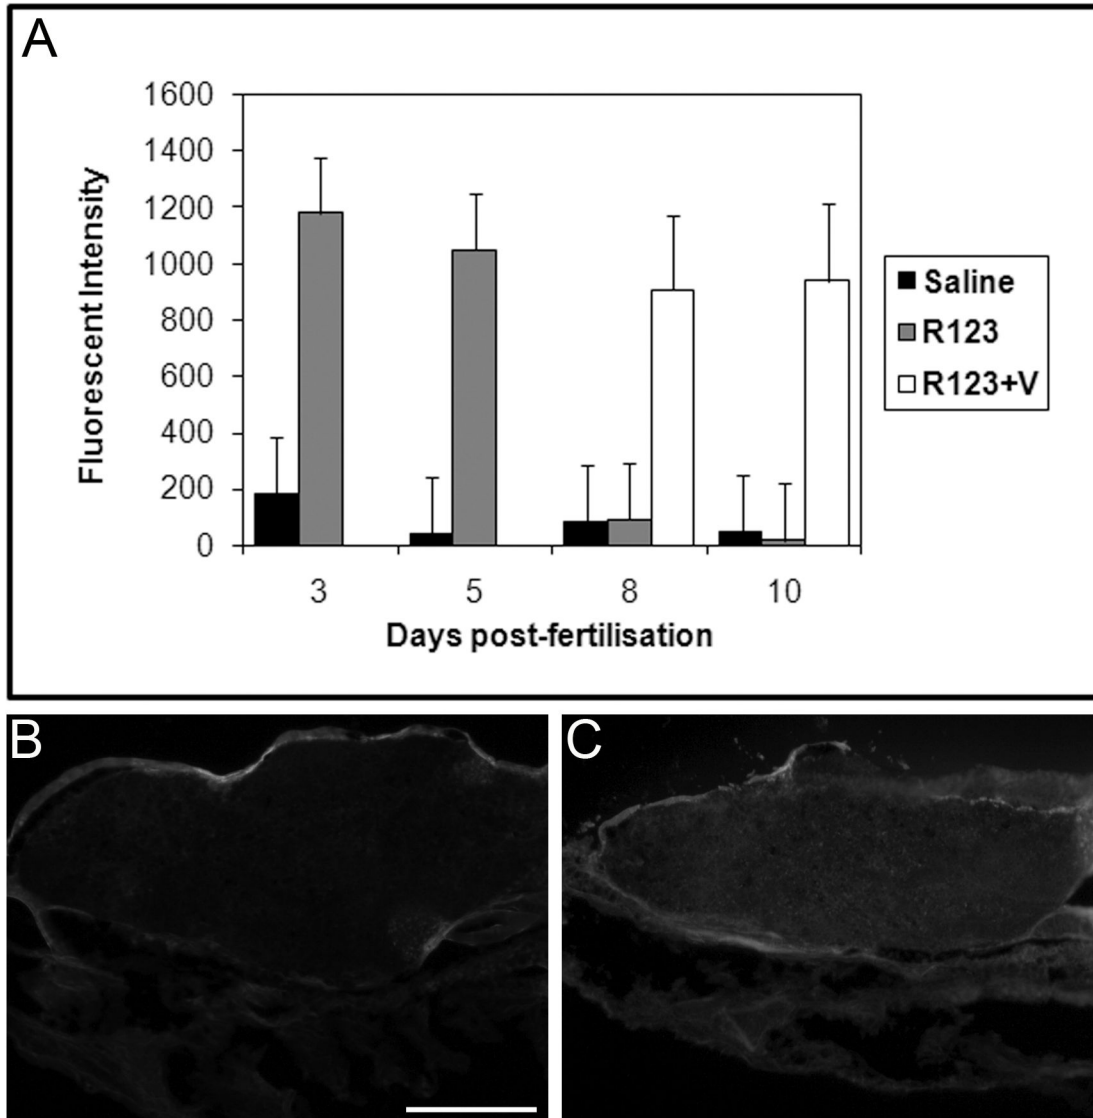 A
1600
1400
1200
1000
800
600
400
200
0
Fluorescent Intensity
3 5 8 10
Days post-fertilisation
Saline
R123
R123+V
B
C